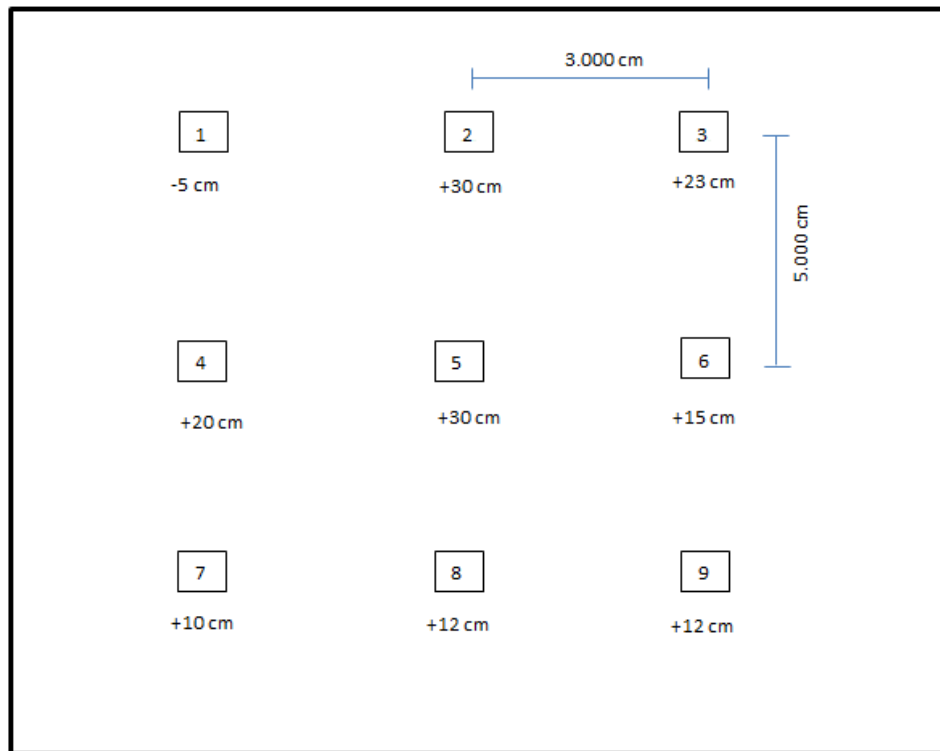 3.000 cm
1
2
3
-5 cm
+30 cm
+23 cm
5.000 cm
4
5
6
+20 cm
+30 cm
+15 cm
7
8
9
+10 cm
+12 cm
+12 cm